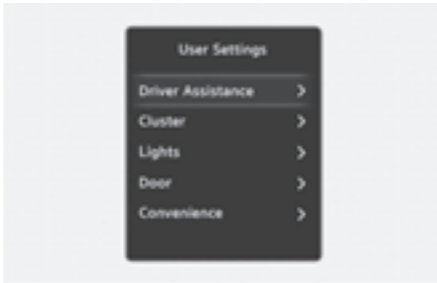 User Settings
Driver Assistance
Cluster
Lights
Door
Convenience